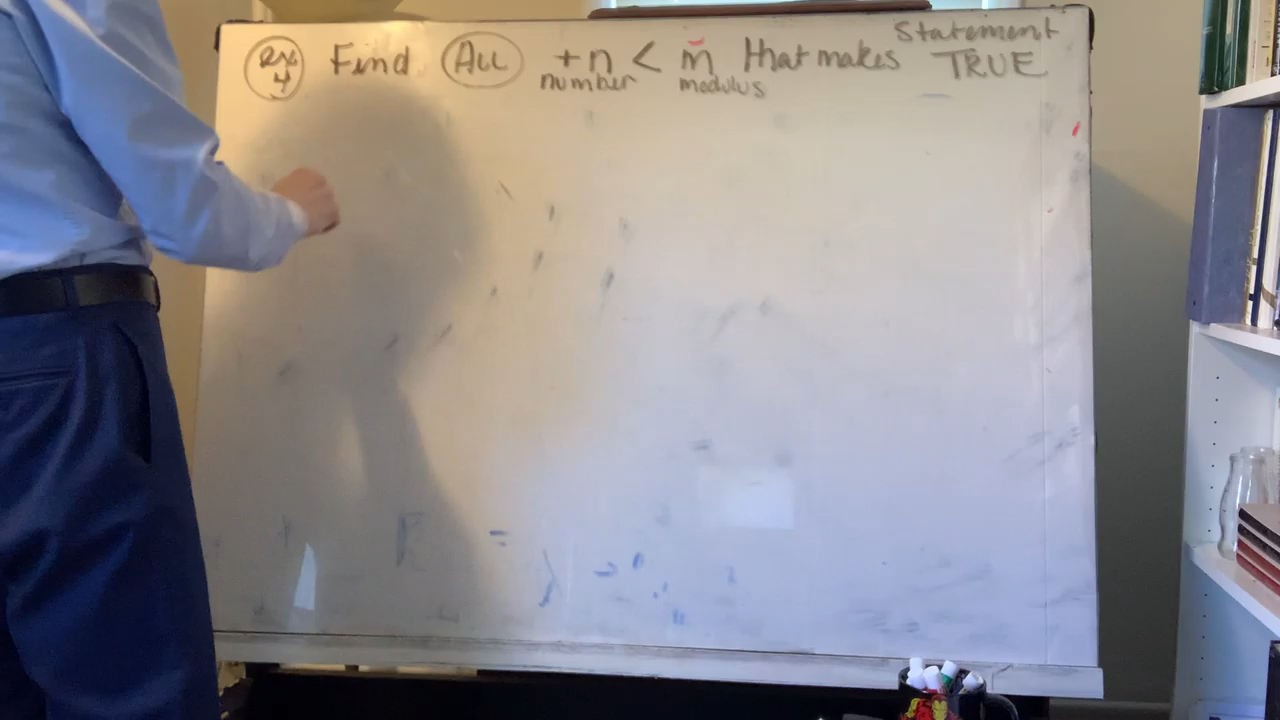 Ex 4 Find ALL +n < m that makes Statement TRUE
number modulus